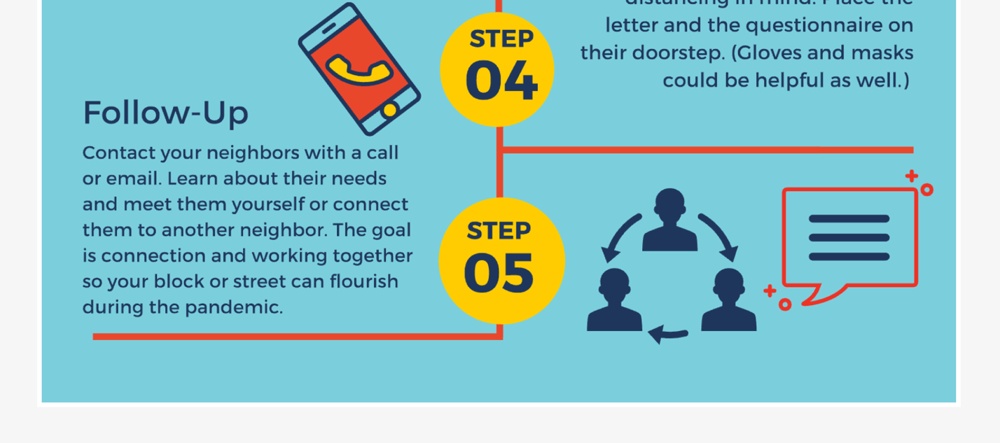 distancing in mind. Place the
letter and the questionnaire on
their doorstep. (Gloves and masks
could be helpful as well.)
STEP
04
Follow-Up
Contact your neighbors with a call
or email. Learn about their needs
and meet them yourself or connect
them to another neighbor. The goal
is connection and working together
so your block or street can flourish
during the pandemic.
STEP
05